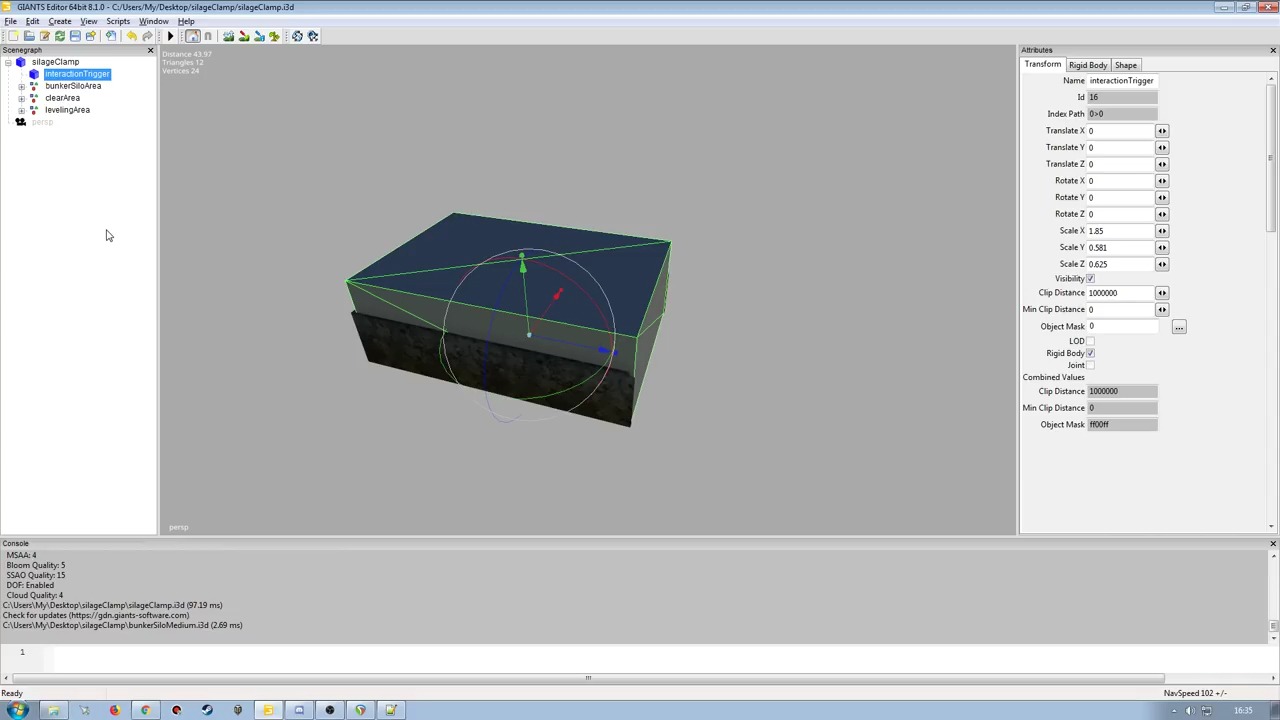 GIANTS Editor 64bit 8.1.0 - C:/Users/My/Desktop/silageClamp/silageClamp.i3d
File Edit Create View Scripts Window Help
Scenegraph
silageClamp
interactionTrigger
bunkerSiloArea
clearArea
levelingArea
persp
Distance 43.97
Triangles 12
Vertices 24
persp
Attributes
Transform Rigid Body Shape
Name interactionTrigger
Id 16
Index Path 0>0
Translate X 0
Translate Y 0
Translate Z 0
Rotate X 0
Rotate Y 0
Rotate Z 0
Scale X 1.85
Scale Y 0.581
Scale Z 0.625
Visibility
Clip Distance 1000000
Min Clip Distance 0
Object Mask 0 ...
LOD
Rigid Body
Joint
Combined Values
Clip Distance 1000000
Min Clip Distance 0
Object Mask ff00ff
Console
MSAA: 4
Bloom Quality: 5
SSAO Quality: 15
DOF: Enabled
Cloud Quality: 4
C:\Users\My\Desktop\silageClamp\silageClamp.i3d (97.19 ms)
Check for updates (https://gdn.giants-software.com)
C:\Users\My\Desktop\silageClamp\bunkerSiloMedium.i3d (2.69 ms)
1
Ready NavSpeed 102 +/-
16:35